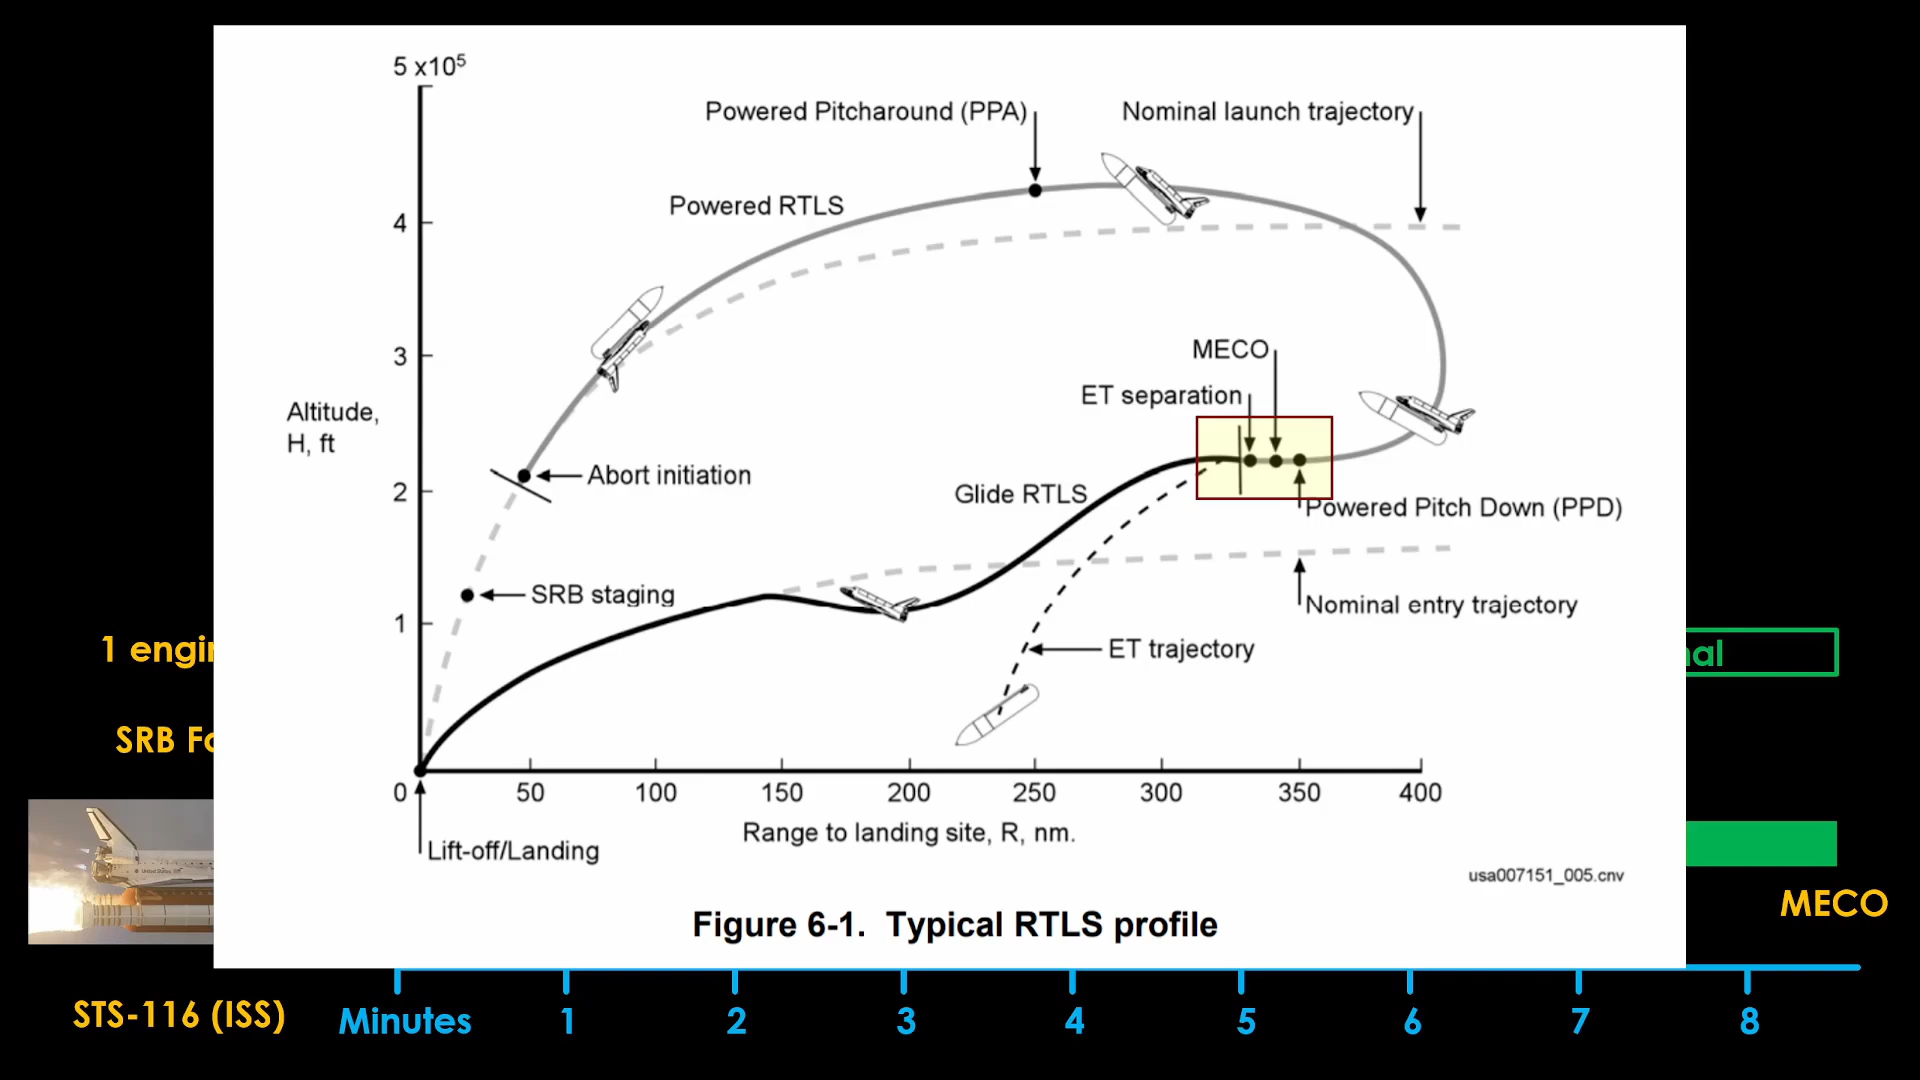 5 x10⁵
Powered Pitcharound (PPA)
Nominal launch trajectory
Powered RTLS
4
3
MECO
ET separation
Altitude,
H, ft
Abort initiation
2
Glide RTLS
Powered Pitch Down (PPD)
SRB staging
Nominal entry trajectory
1
ET trajectory
0 50 100 150 200 250 300 350 400
Range to landing site, R, nm.
Lift-off/Landing
usa007151_005.cnv
Figure 6-1. Typical RTLS profile
1
SRB
MECO
STS-116 (ISS)
Minutes 1 2 3 4 5 6 7 8